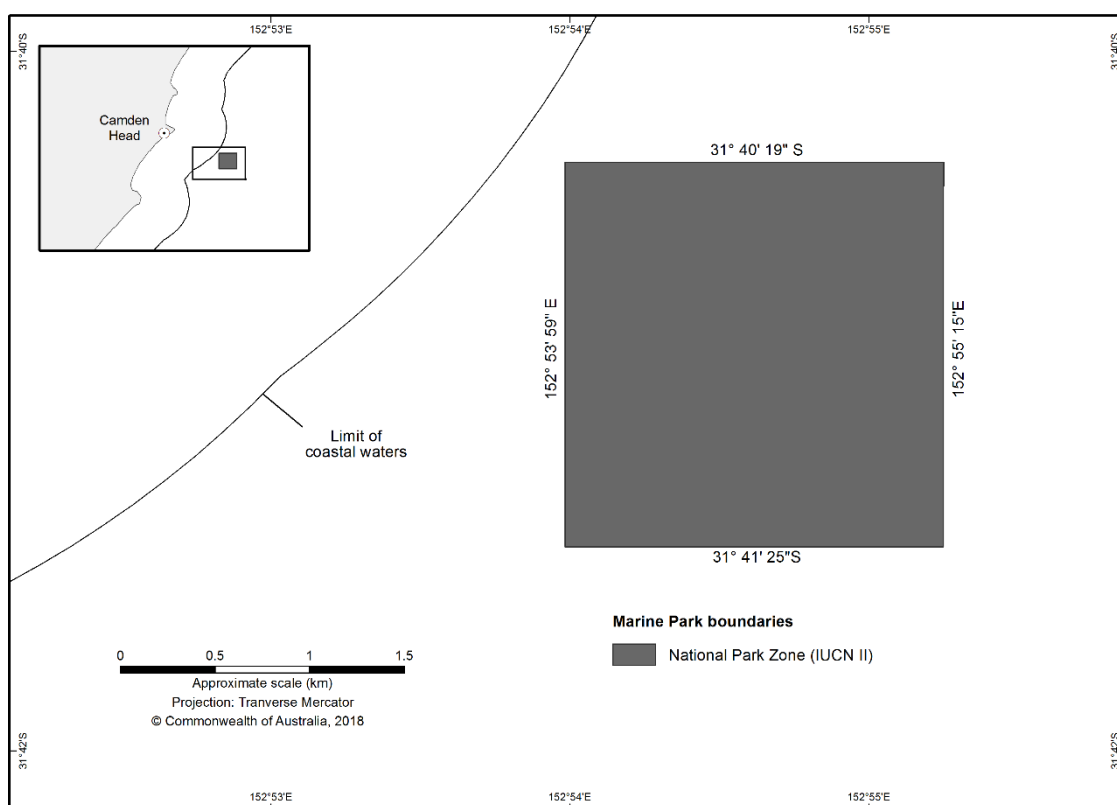 152°53'E
152°54'E
152°55'E
31°40'S
31°40'S
Camden
Head
31° 40' 19" S
152° 53' 59" E
152° 55' 15"E
Limit of
coastal waters
31° 41' 25"S
Marine Park boundaries
National Park Zone (IUCN II)
0 0.5 1 1.5
Approximate scale (km)
Projection: Tranverse Mercator
© Commonwealth of Australia, 2018
31°42'S
31°42'S
152°53'E
152°54'E
152°55'E